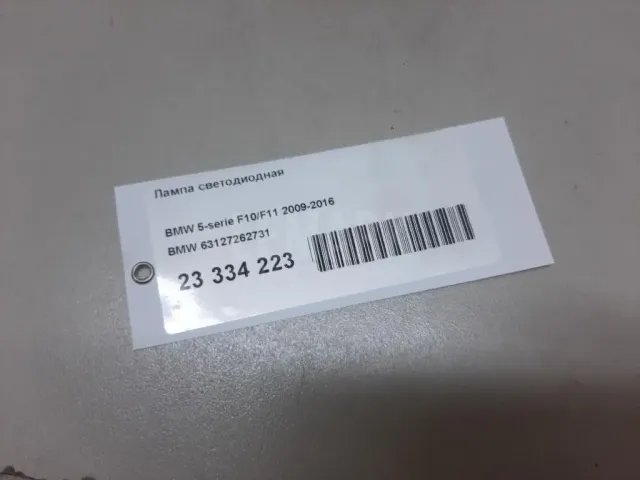 Лампа светодиодная
BMW 5-serie F10/F11 2009-2016
BMW 63127262731
23 334 223